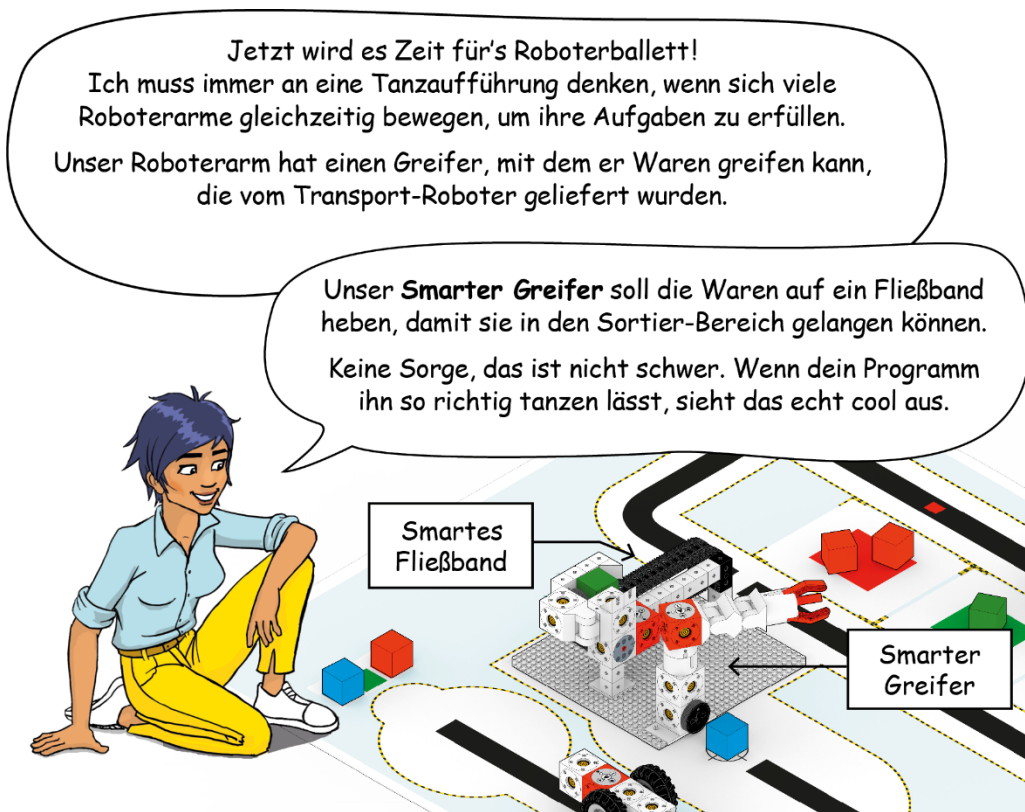 Jetzt wird es Zeit für's Roboterballett!
Ich muss immer an eine Tanzaufführung denken, wenn sich viele
Roboterarme gleichzeitig bewegen, um ihre Aufgaben zu erfüllen.
Unser Roboterarm hat einen Greifer, mit dem er Waren greifen kann,
die vom Transport-Roboter geliefert wurden.
Unser Smarter Greifer soll die Waren auf ein Fließband
heben, damit sie in den Sortier-Bereich gelangen können.
Keine Sorge, das ist nicht schwer. Wenn dein Programm
ihn so richtig tanzen lässt, sieht das echt cool aus.
Smartes
Fließband
Smarter
Greifer